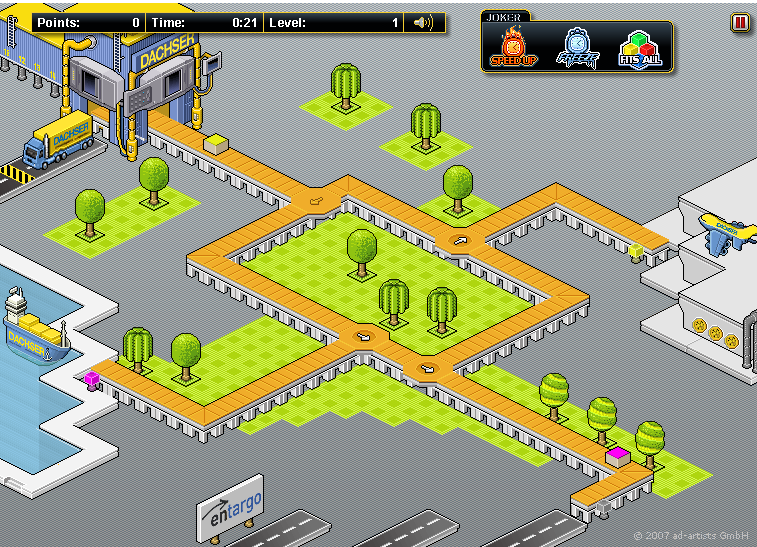 Points: 0 Time: 0:21 Level: 1
JOKER
SPEED UP FREEZE FITS ALL
DACHSER
DACHSER
DACHSER
DACHSER
entargo
© 2007 ad-artists GmbH